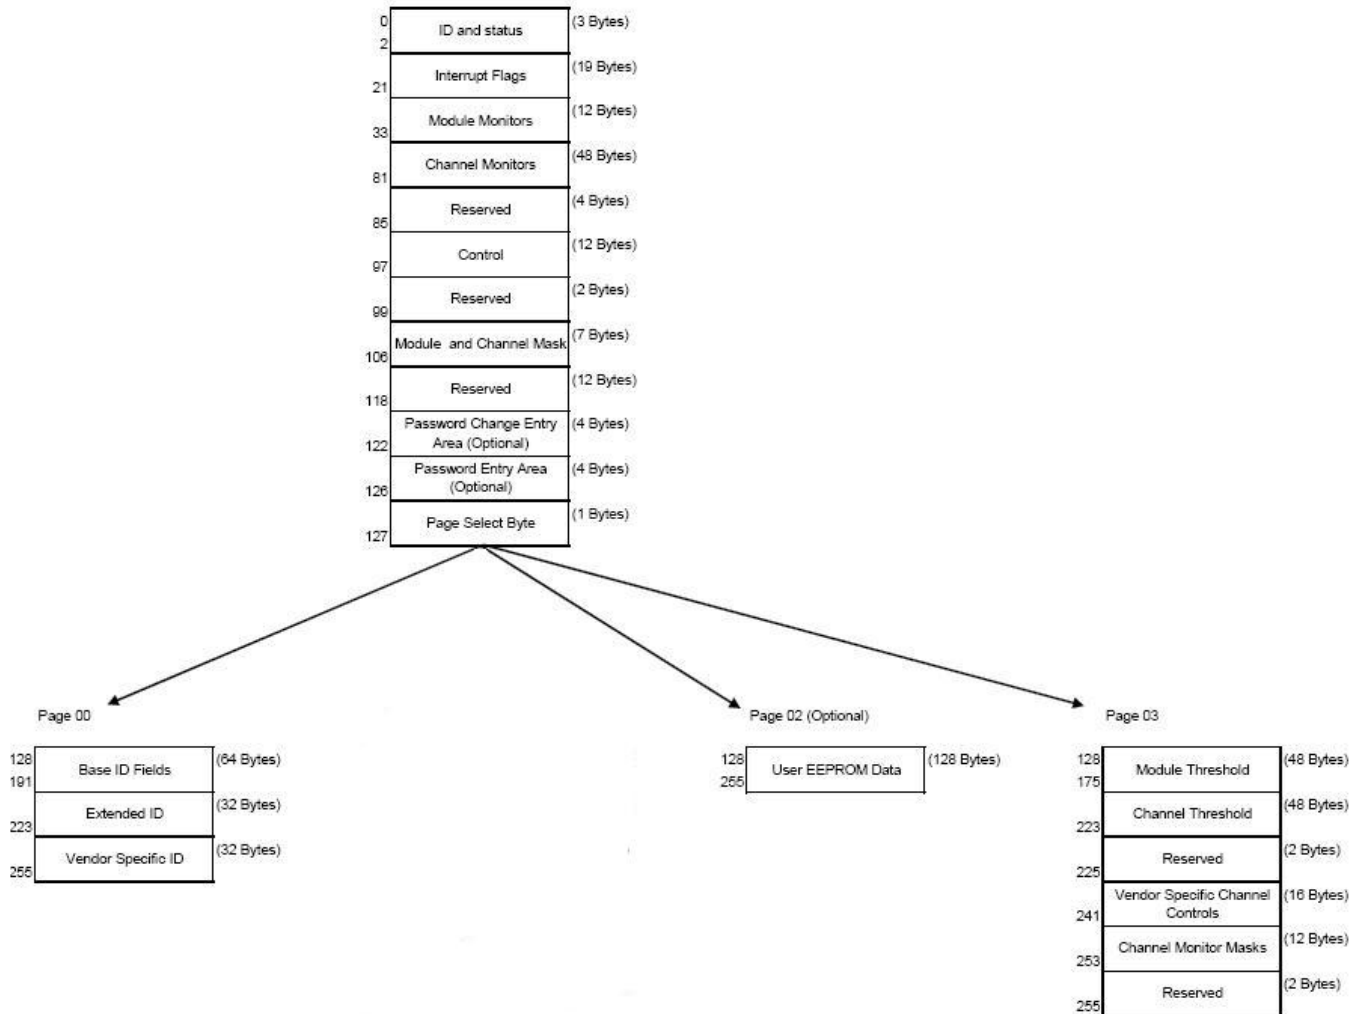 0
ID and status
(3 Bytes)
2
Interrupt Flags
(19 Bytes)
21
Module Monitors
(12 Bytes)
33
Channel Monitors
(48 Bytes)
81
Reserved
(4 Bytes)
85
Control
(12 Bytes)
97
Reserved
(2 Bytes)
99
Module and Channel Mask
(7 Bytes)
106
Reserved
(12 Bytes)
118
Password Change Entry
Area (Optional)
(4 Bytes)
122
Password Entry Area
(Optional)
(4 Bytes)
126
Page Select Byte
(1 Bytes)
127
Page 00
128
Base ID Fields
(64 Bytes)
191
Extended ID
(32 Bytes)
223
Vendor Specific ID
(32 Bytes)
255
Page 02 (Optional)
128
User EEPROM Data
(128 Bytes)
255
Page 03
128
Module Threshold
(48 Bytes)
175
Channel Threshold
(48 Bytes)
223
Reserved
(2 Bytes)
225
Vendor Specific Channel
Controls
(16 Bytes)
241
Channel Monitor Masks
(12 Bytes)
253
Reserved
(2 Bytes)
255